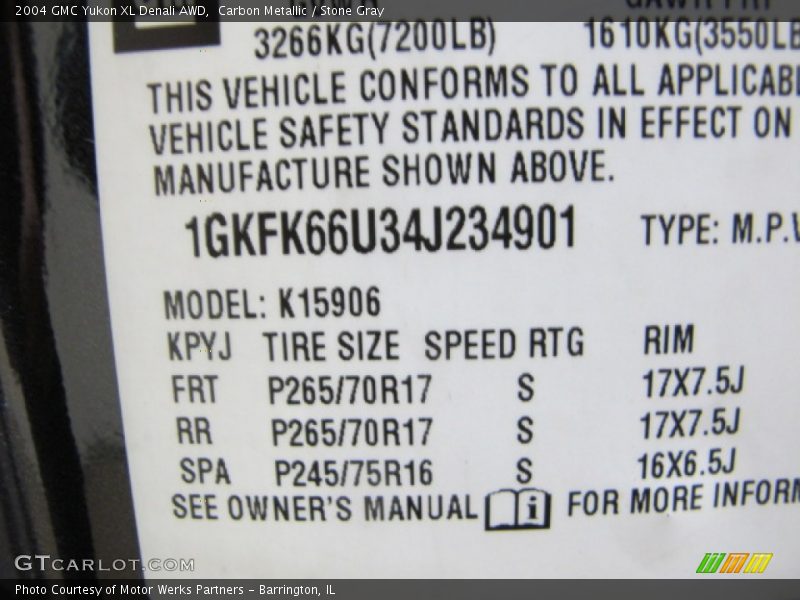 2004 GMC Yukon XL Denali AWD, Carbon Metallic / Stone Gray
3266KG(7200LB) 1610KG(3550LB
THIS VEHICLE CONFORMS TO ALL APPLICABL
VEHICLE SAFETY STANDARDS IN EFFECT ON
MANUFACTURE SHOWN ABOVE.
1GKFK66U34J234901 TYPE: M.P.V
MODEL: K15906
KPYJ TIRE SIZE SPEED RTG RIM
FRT P265/70R17 S 17X7.5J
RR P265/70R17 S 17X7.5J
SPA P245/75R16 S 16X6.5J
SEE OWNER'S MANUAL i FOR MORE INFORM
GTCARLOT.COM
Photo Courtesy of Motor Werks Partners - Barrington, IL